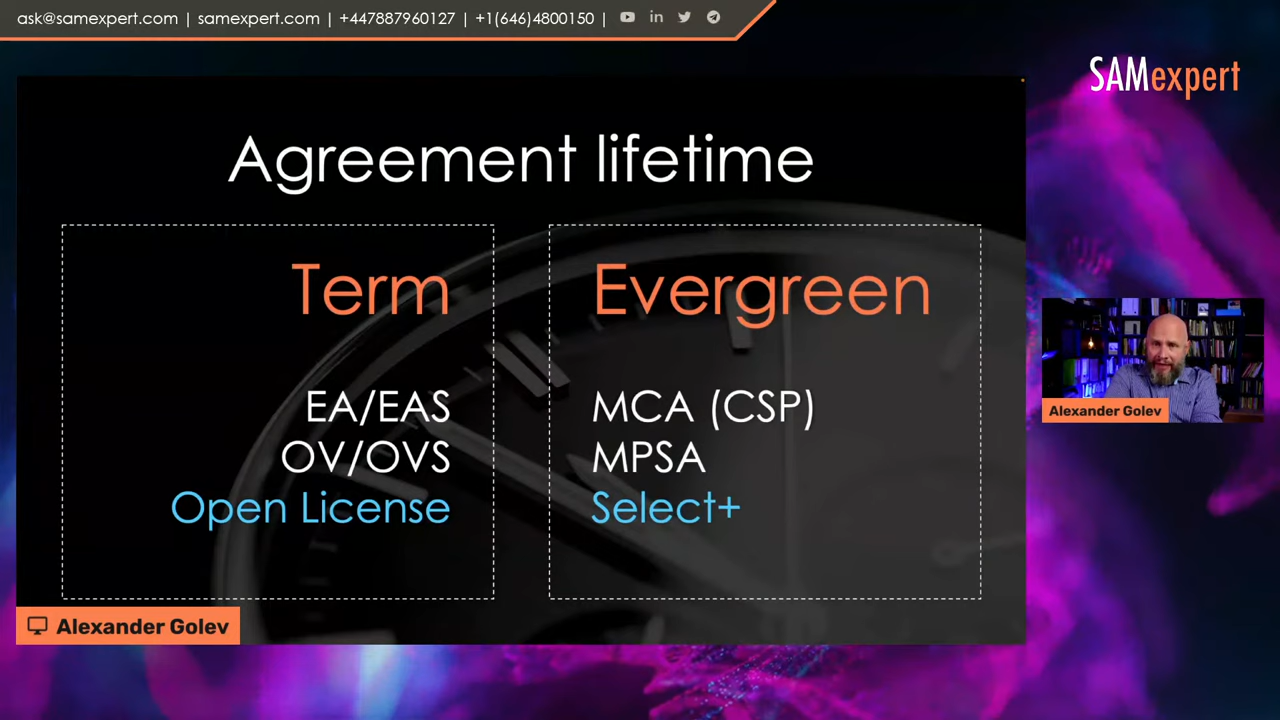 ask@samexpert.com | samexpert.com | +447887960127 | +1(646)4800150 |
SAMexpert
Agreement lifetime
Term
EA/EAS
OV/OVS
Open License
Evergreen
MCA (CSP)
MPSA
Select+
Alexander Golev
Alexander Golev